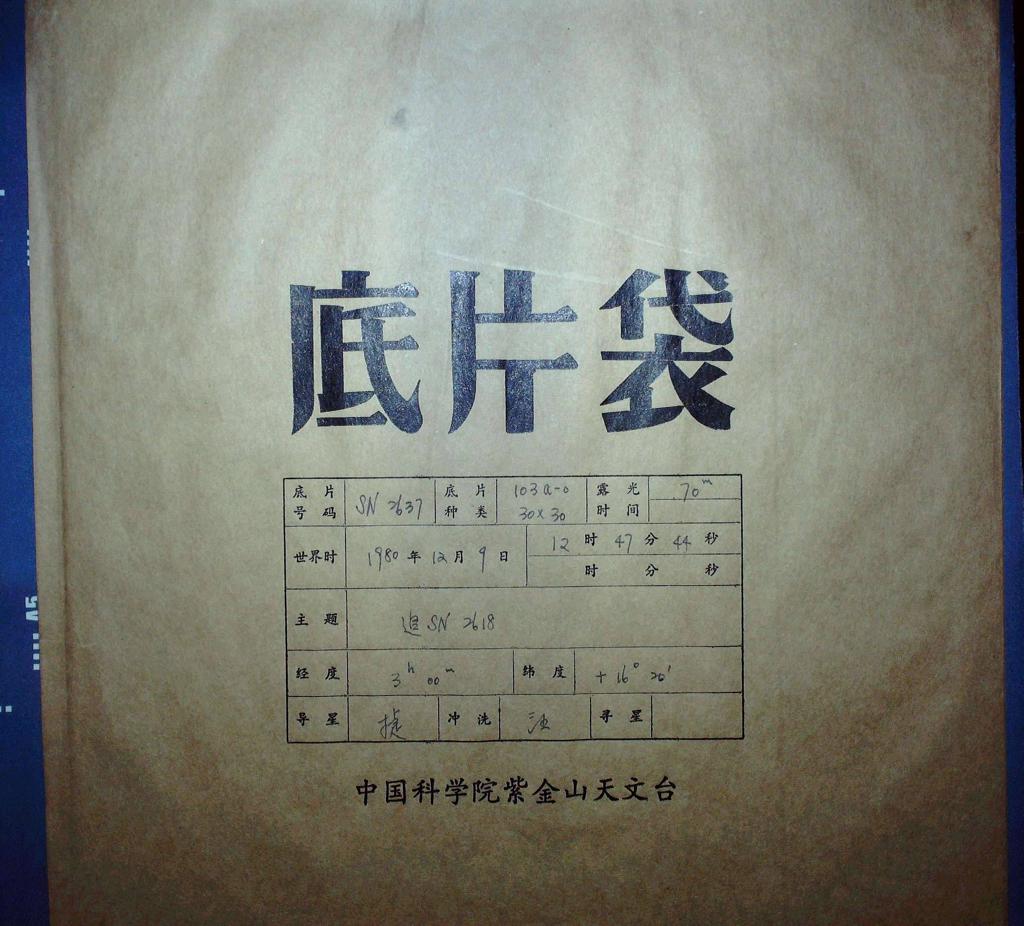 底片袋
底片号码 SN 2637 底片种类 103a-o 30×30 露光时间 70m
世界时 1980年12月9日 12时47分44秒
时 分 秒
主题 追SN 2618
经度 3h 00m 纬度 +16° 20'
导星 捷 冲洗 寻星
中国科学院紫金山天文台